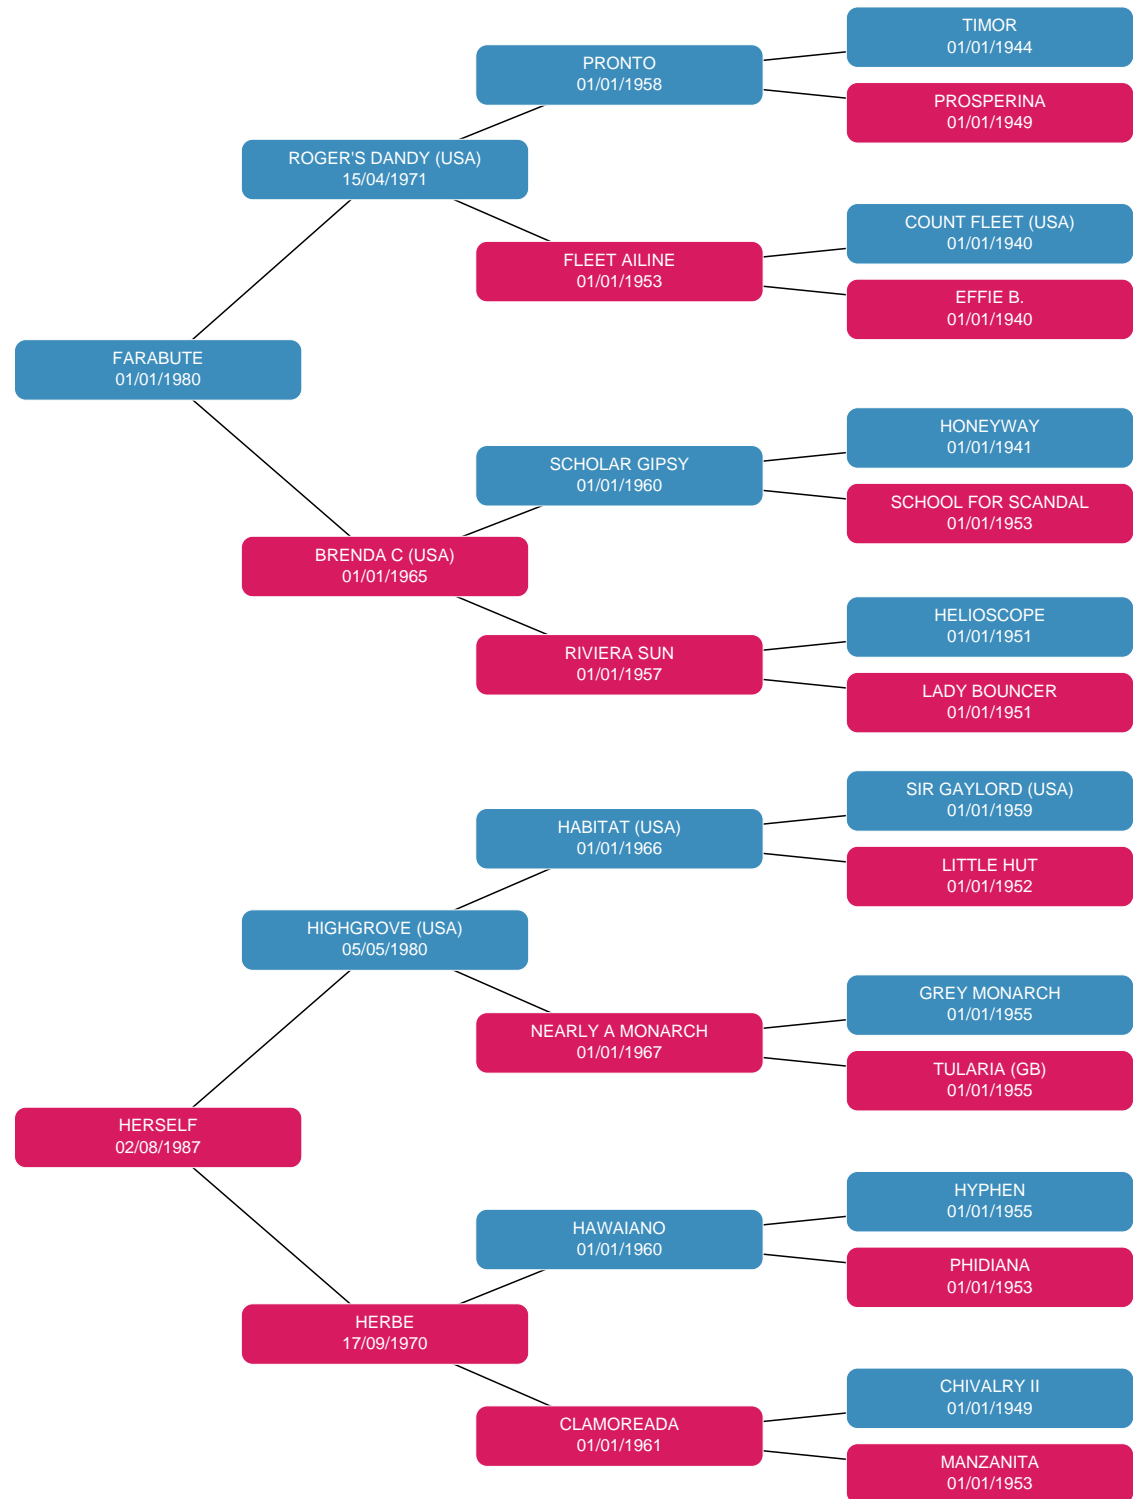 TIMOR
01/01/1944
PRONTO
01/01/1958
PROSPERINA
01/01/1949
ROGER'S DANDY (USA)
15/04/1971
COUNT FLEET (USA)
01/01/1940
FLEET AILINE
01/01/1953
EFFIE B.
01/01/1940
FARABUTE
01/01/1980
HONEYWAY
01/01/1941
SCHOLAR GIPSY
01/01/1960
SCHOOL FOR SCANDAL
01/01/1953
BRENDA C (USA)
01/01/1965
HELIOSCOPE
01/01/1951
RIVIERA SUN
01/01/1957
LADY BOUNCER
01/01/1951
SIR GAYLORD (USA)
01/01/1959
HABITAT (USA)
01/01/1966
LITTLE HUT
01/01/1952
HIGHGROVE (USA)
05/05/1980
GREY MONARCH
01/01/1955
NEARLY A MONARCH
01/01/1967
TULARIA (GB)
01/01/1955
HERSELF
02/08/1987
HYPHEN
01/01/1955
HAWAIANO
01/01/1960
PHIDIANA
01/01/1953
HERBE
17/09/1970
CHIVALRY II
01/01/1949
CLAMOREADA
01/01/1961
MANZANITA
01/01/1953